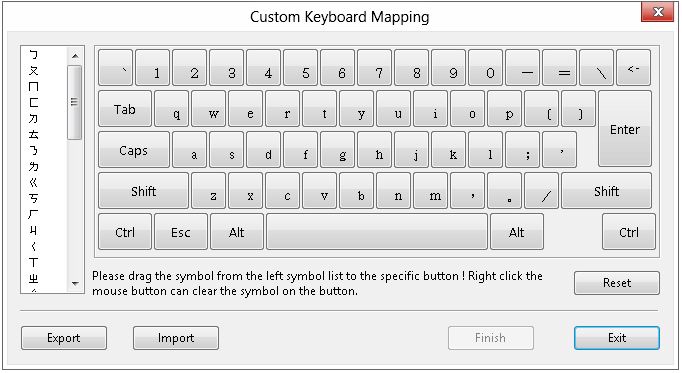 Custom Keyboard Mapping
ㄅ
ㄆ
ㄇ
ㄈ
ㄉ
ㄊ
ㄋ
ㄌ
ㄍ
ㄎ
ㄏ
ㄐ
ㄑ
ㄒ
ㄓ
` 1 2 3 4 5 6 7 8 9 0 － ＝ \ <-
Tab q w e r t y u i o p [ ] Enter
Caps a s d f g h j k l ; '
Shift z x c v b n m , 。 / Shift
Ctrl Esc Alt Alt Ctrl
Please drag the symbol from the left symbol list to the specific button ! Right click the
mouse button can clear the symbol on the button.
Reset
Export Import Finish Exit